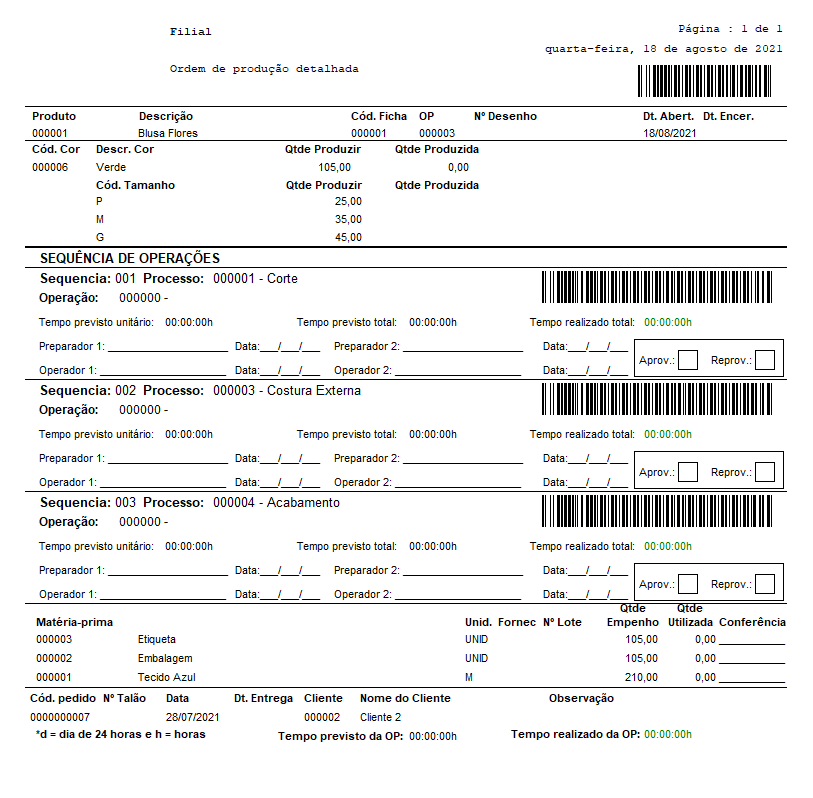 Filial
Página : 1 de 1
quarta-feira, 18 de agosto de 2021
Ordem de produção detalhada
Produto Descrição Cód. Ficha OP Nº Desenho Dt. Abert. Dt. Encer.
000001 Blusa Flores 000001 000003 18/08/2021
Cód. Cor Descr. Cor Qtde Produzir Qtde Produzida
000006 Verde 105,00 0,00
Cód. Tamanho Qtde Produzir Qtde Produzida
P 25,00
M 35,00
G 45,00
SEQUÊNCIA DE OPERAÇÕES
Sequencia: 001 Processo: 000001 - Corte
Operação: 000000 -
Tempo previsto unitário: 00:00:00h Tempo previsto total: 00:00:00h Tempo realizado total: 00:00:00h
Preparador 1: ____________________ Data:___/___/___ Preparador 2: ____________________ Data:___/___/___
Aprov.: Reprov.:
Operador 1: ____________________ Data:___/___/___ Operador 2: ____________________ Data:___/___/___
Sequencia: 002 Processo: 000003 - Costura Externa
Operação: 000000 -
Tempo previsto unitário: 00:00:00h Tempo previsto total: 00:00:00h Tempo realizado total: 00:00:00h
Preparador 1: ____________________ Data:___/___/___ Preparador 2: ____________________ Data:___/___/___
Aprov.: Reprov.:
Operador 1: ____________________ Data:___/___/___ Operador 2: ____________________ Data:___/___/___
Sequencia: 003 Processo: 000004 - Acabamento
Operação: 000000 -
Tempo previsto unitário: 00:00:00h Tempo previsto total: 00:00:00h Tempo realizado total: 00:00:00h
Preparador 1: ____________________ Data:___/___/___ Preparador 2: ____________________ Data:___/___/___
Aprov.: Reprov.:
Operador 1: ____________________ Data:___/___/___ Operador 2: ____________________ Data:___/___/___
Qtde Qtde
Matéria-prima Unid. Fornec Nº Lote Empenho Utilizada Conferência
000003 Etiqueta UNID 105,00 0,00 ___________
000002 Embalagem UNID 105,00 0,00 ___________
000001 Tecido Azul M 210,00 0,00 ___________
Cód. pedido Nº Talão Data Dt. Entrega Cliente Nome do Cliente Observação
0000000007 28/07/2021 000002 Cliente 2
*d = dia de 24 horas e h = horas Tempo previsto da OP: 00:00:00h Tempo realizado da OP: 00:00:00h